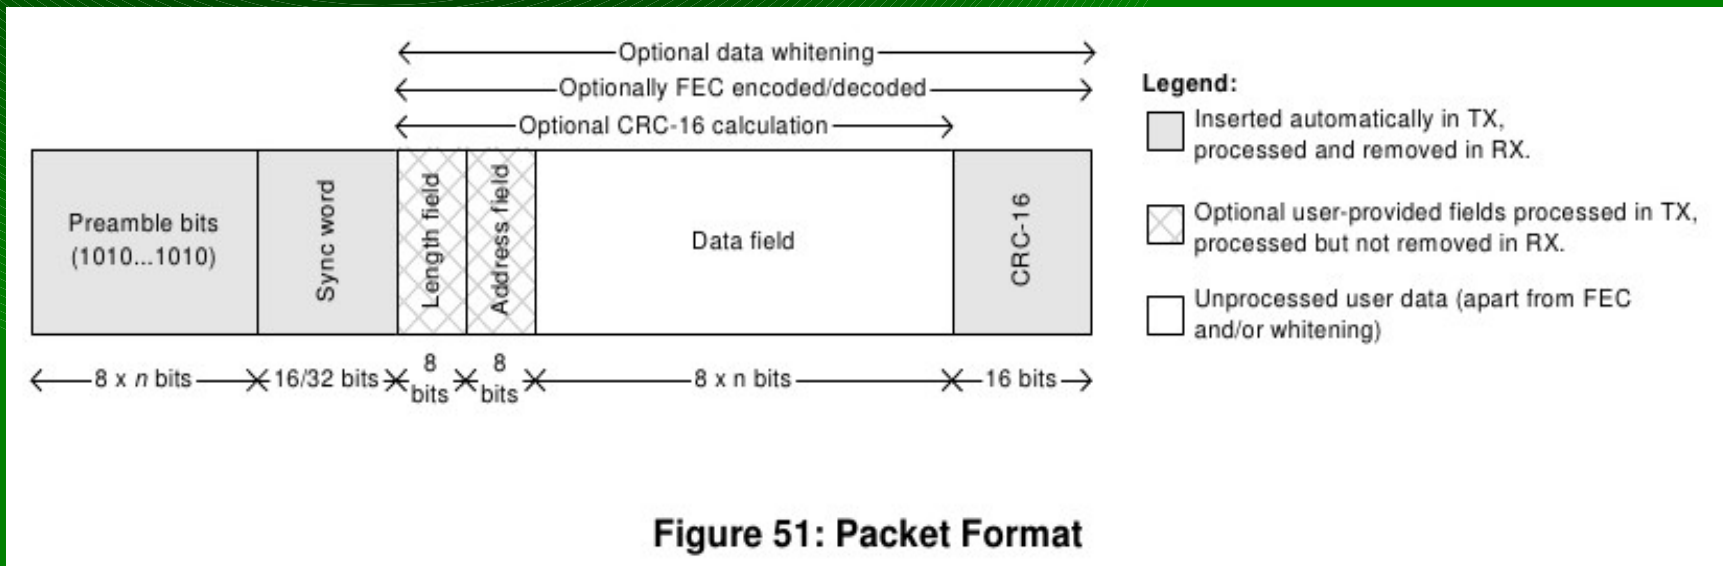 Optional data whitening
Optionally FEC encoded/decoded
Optional CRC-16 calculation
Preamble bits
(1010...1010)
Sync word
Length field
Address field
Data field
CRC-16
8 x n bits
16/32 bits
8
bits
8
bits
8 x n bits
16 bits
Legend:
Inserted automatically in TX,
processed and removed in RX.
Optional user-provided fields processed in TX,
processed but not removed in RX.
Unprocessed user data (apart from FEC
and/or whitening)
Figure 51: Packet Format